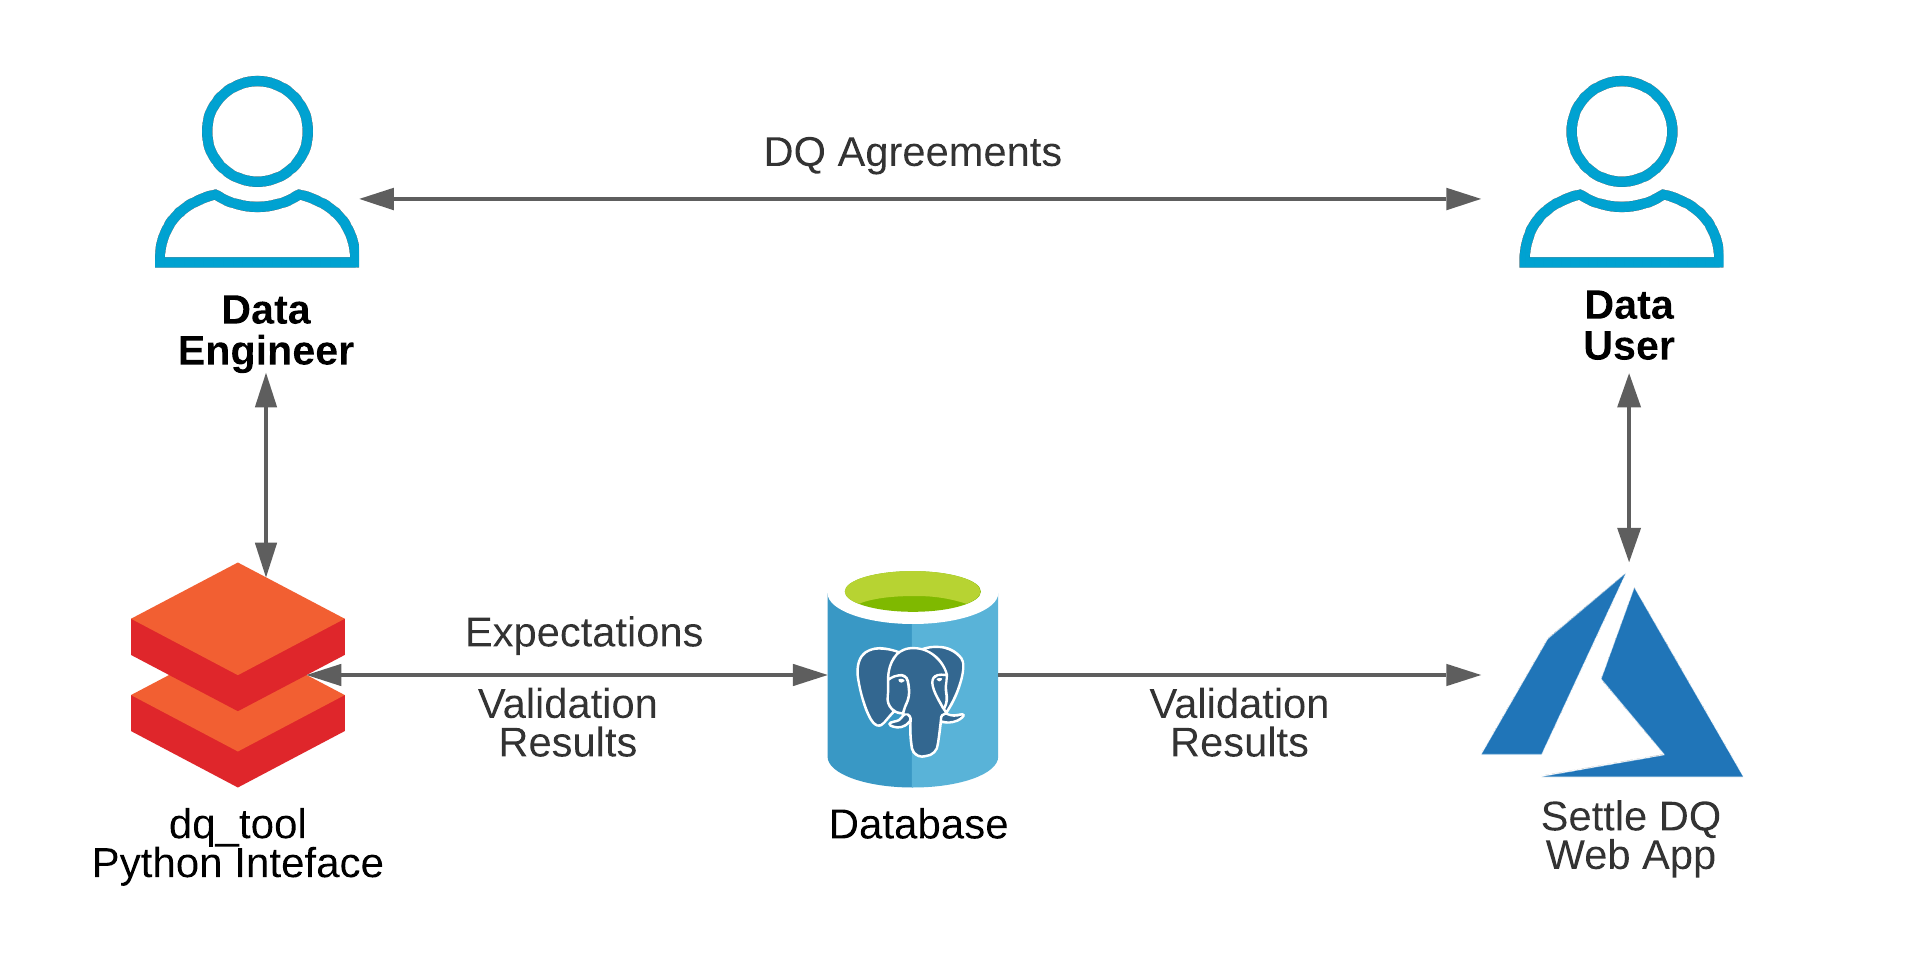 DQ Agreements
Data
Engineer
Data
User
Expectations
Validation
Results
Validation
Results
dq_tool
Python Inteface
Database
Settle DQ
Web App